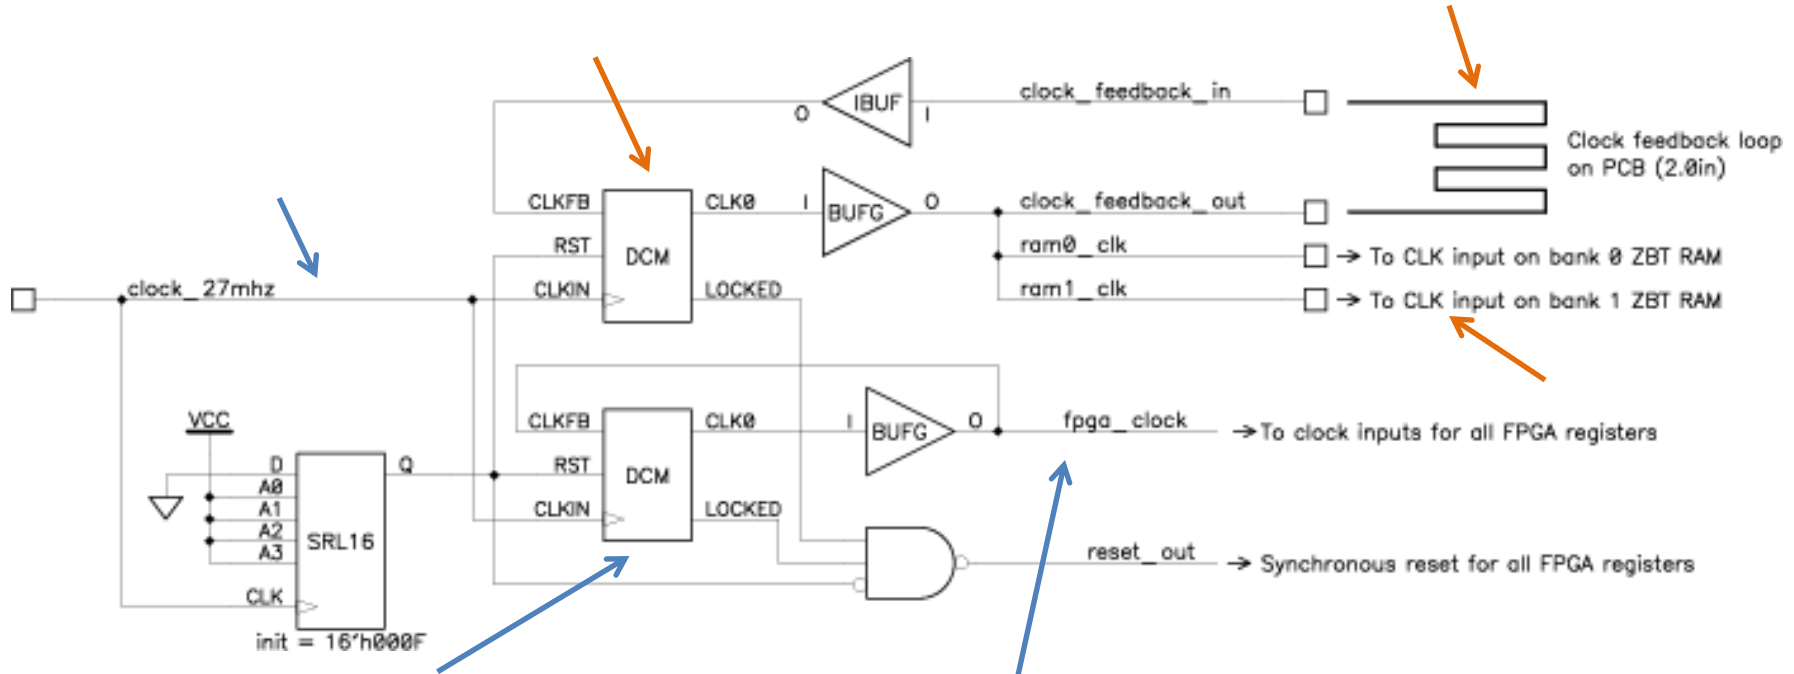 IBUF
O
I
clock_feedback_in
Clock feedback loop
on PCB (2.0in)
CLKFB
CLK0
I
BUFG
O
clock_feedback_out
RST
DCM
ram0_clk
To CLK input on bank 0 ZBT RAM
clock_27mhz
CLKIN
LOCKED
ram1_clk
To CLK input on bank 1 ZBT RAM
VCC
CLKFB
CLK0
I
BUFG
O
fpga_clock
To clock inputs for all FPGA registers
D
Q
RST
DCM
A0
A1
A2
A3
SRL16
CLKIN
LOCKED
reset_out
Synchronous reset for all FPGA registers
CLK
init = 16'h000F